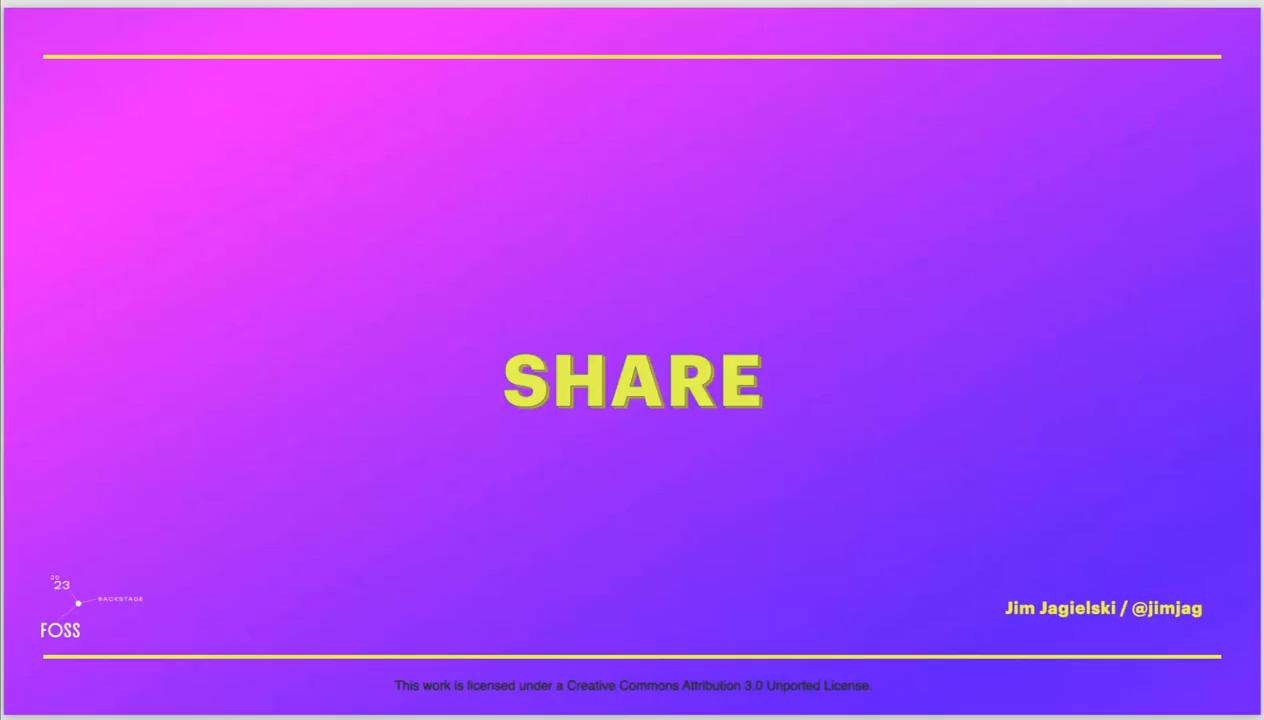 SHARE
20
23
BACKSTAGE
FOSS
Jim Jagielski / @jimjag
This work is licensed under a Creative Commons Attribution 3.0 Unported License.